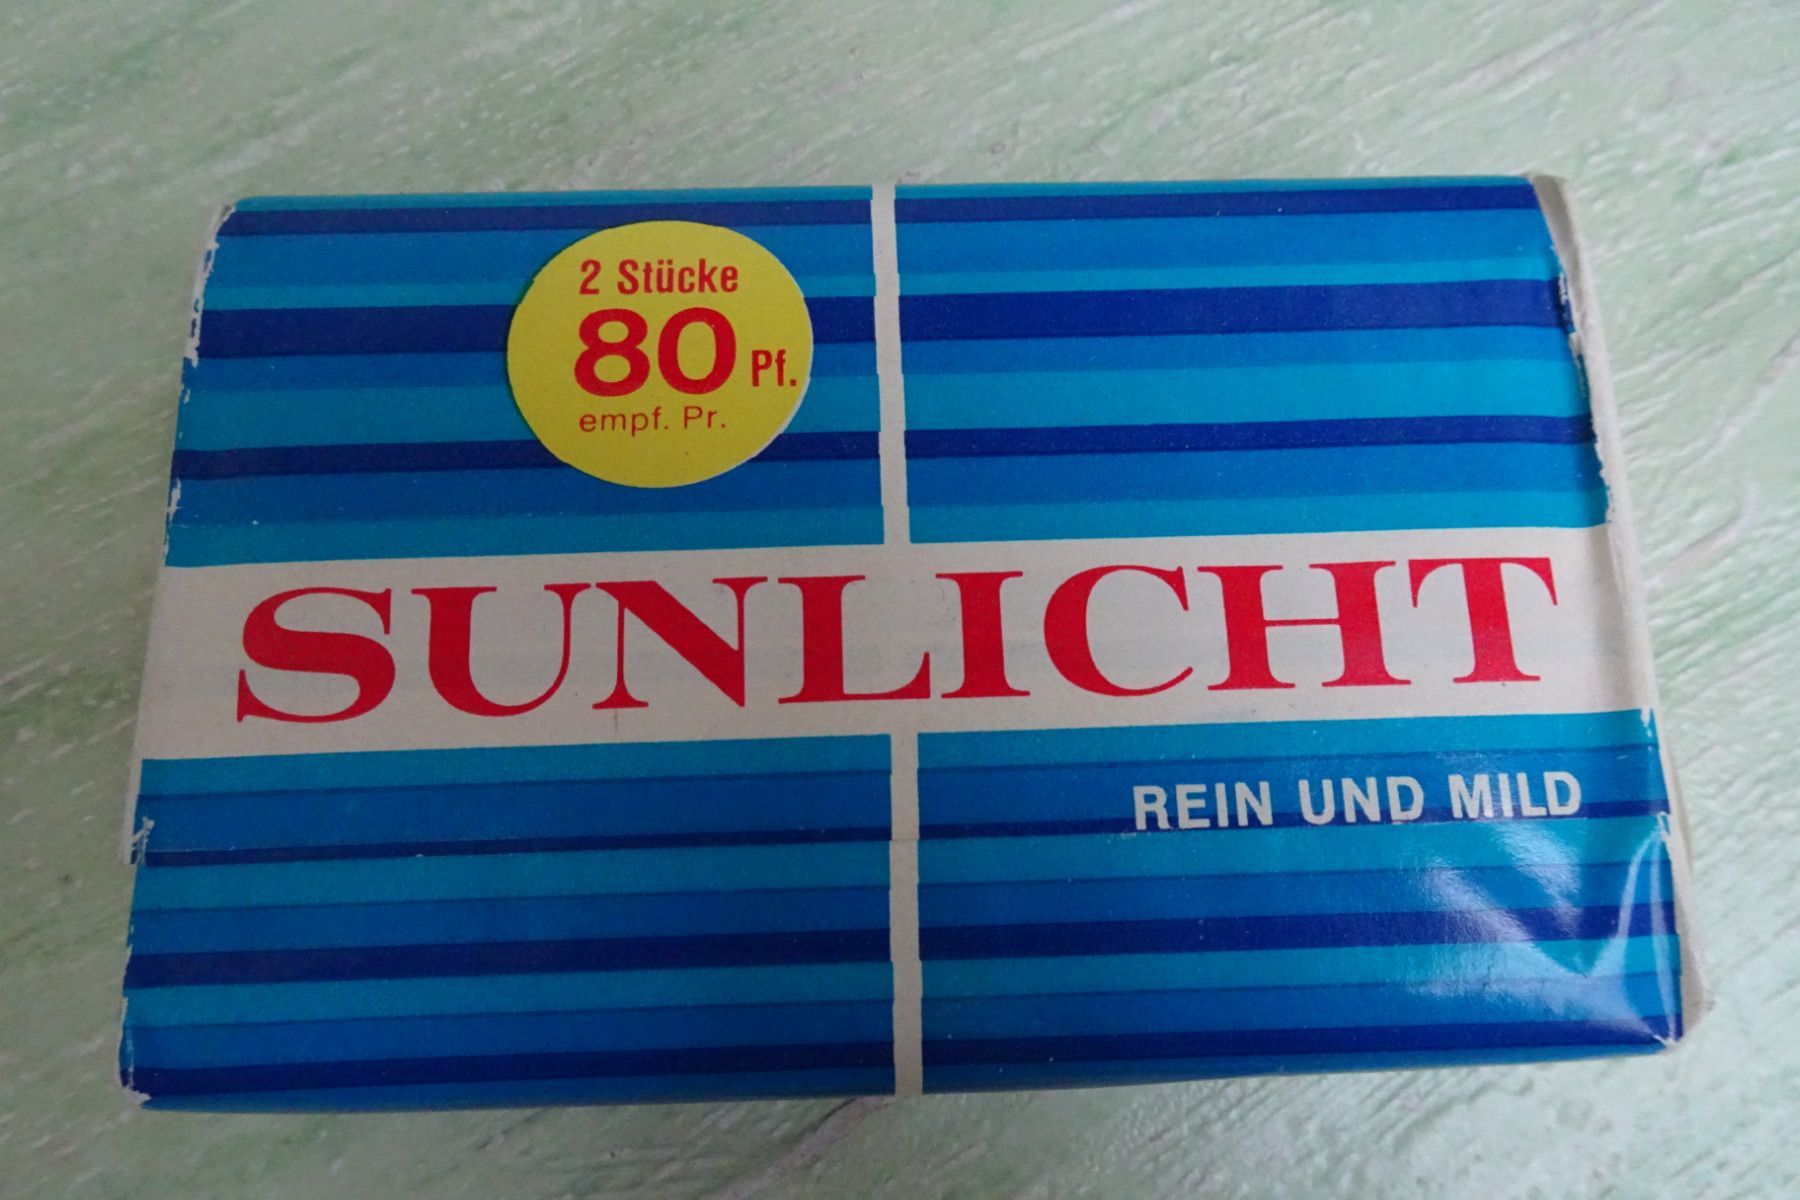 2 Stücke
80 Pf.
empf. Pr.
SUNLICHT
REIN UND MILD